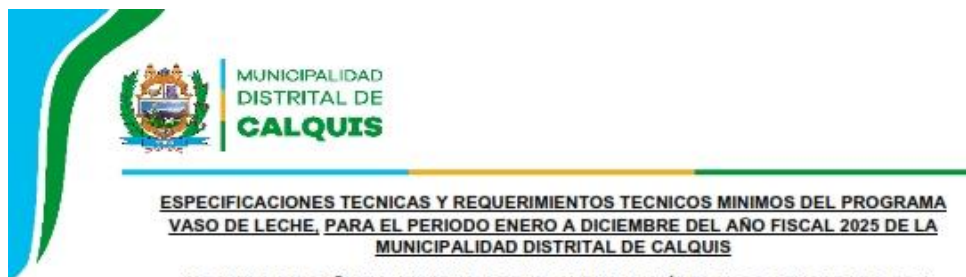 MUNICIPALIDAD
DISTRITAL DE
CALQUIS
ESPECIFICACIONES TECNICAS Y REQUERIMIENTOS TECNICOS MINIMOS DEL PROGRAMA
VASO DE LECHE, PARA EL PERIODO ENERO A DICIEMBRE DEL AÑO FISCAL 2025 DE LA
MUNICIPALIDAD DISTRITAL DE CALQUIS